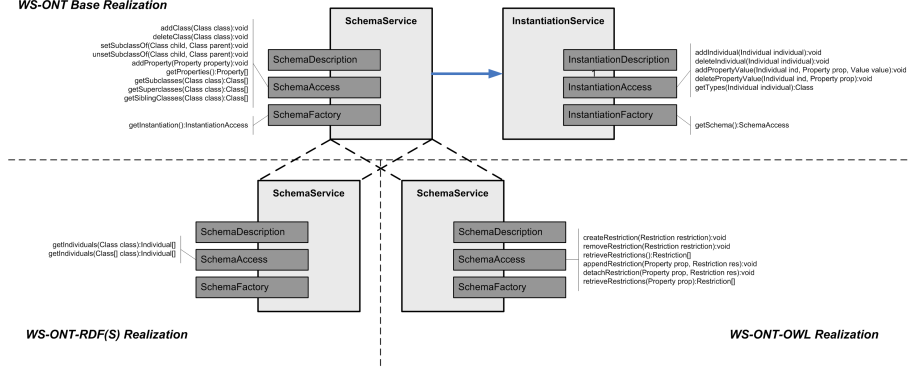 WS-ONT Base Realization
SchemaService
addClass(Class class):void
deleteClass(Class class):void
setSubclassOf(Class child, Class parent):void
unsetSubclassOf(Class child, Class parent):void
addProperty(Property property):void
getProperties():Property[]
getSubclasses(Class class):Class[]
getSuperclasses(Class class):Class[]
getSiblingClasses(Class class):Class[]
getInstantiation():InstantiationAccess
SchemaDescription
SchemaAccess
SchemaFactory
InstantiationService
InstantiationDescription
InstantiationAccess
InstantiationFactory
addIndividual(Individual individual):void
deleteIndividual(Individual individual):void
addPropertyValue(Individual ind, Property prop, Value value):void
deletePropertyValue(Individual ind, Property prop):void
getTypes(Individual individual):Class
getSchema():SchemaAccess
SchemaService
getIndividuals(Class class):Individual[]
getIndividuals(Class[] class):Individual[]
SchemaDescription
SchemaAccess
SchemaFactory
WS-ONT-RDF(S) Realization
SchemaService
SchemaDescription
SchemaAccess
SchemaFactory
createRestriction(Restriction restriction):void
removeRestriction(Restriction restriction):void
retrieveRestrictions():Restriction[]
appendRestriction(Property prop, Restriction res):void
detachRestriction(Property prop, Restriction res):void
retrieveRestrictions(Property prop):Restriction[]
WS-ONT-OWL Realization